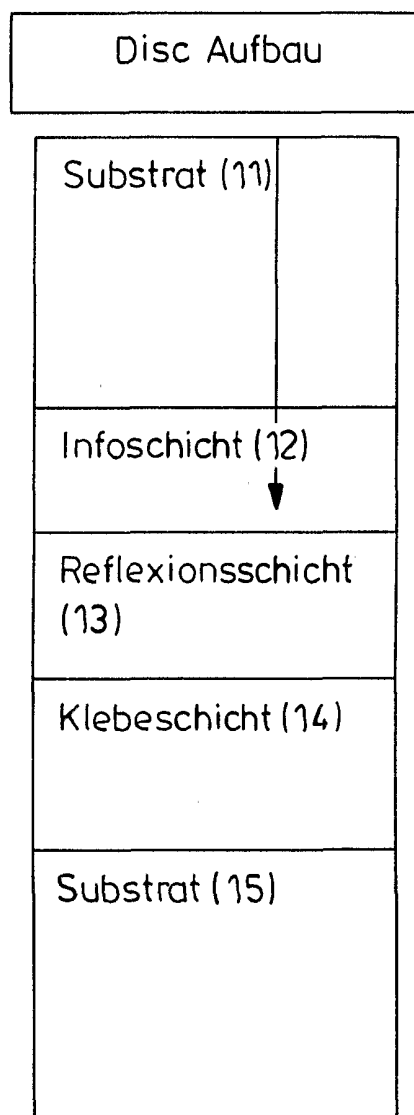 Disc Aufbau
Substrat (11)
Infoschicht (12)
Reflexionsschicht
(13)
Klebeschicht (14)
Substrat (15)